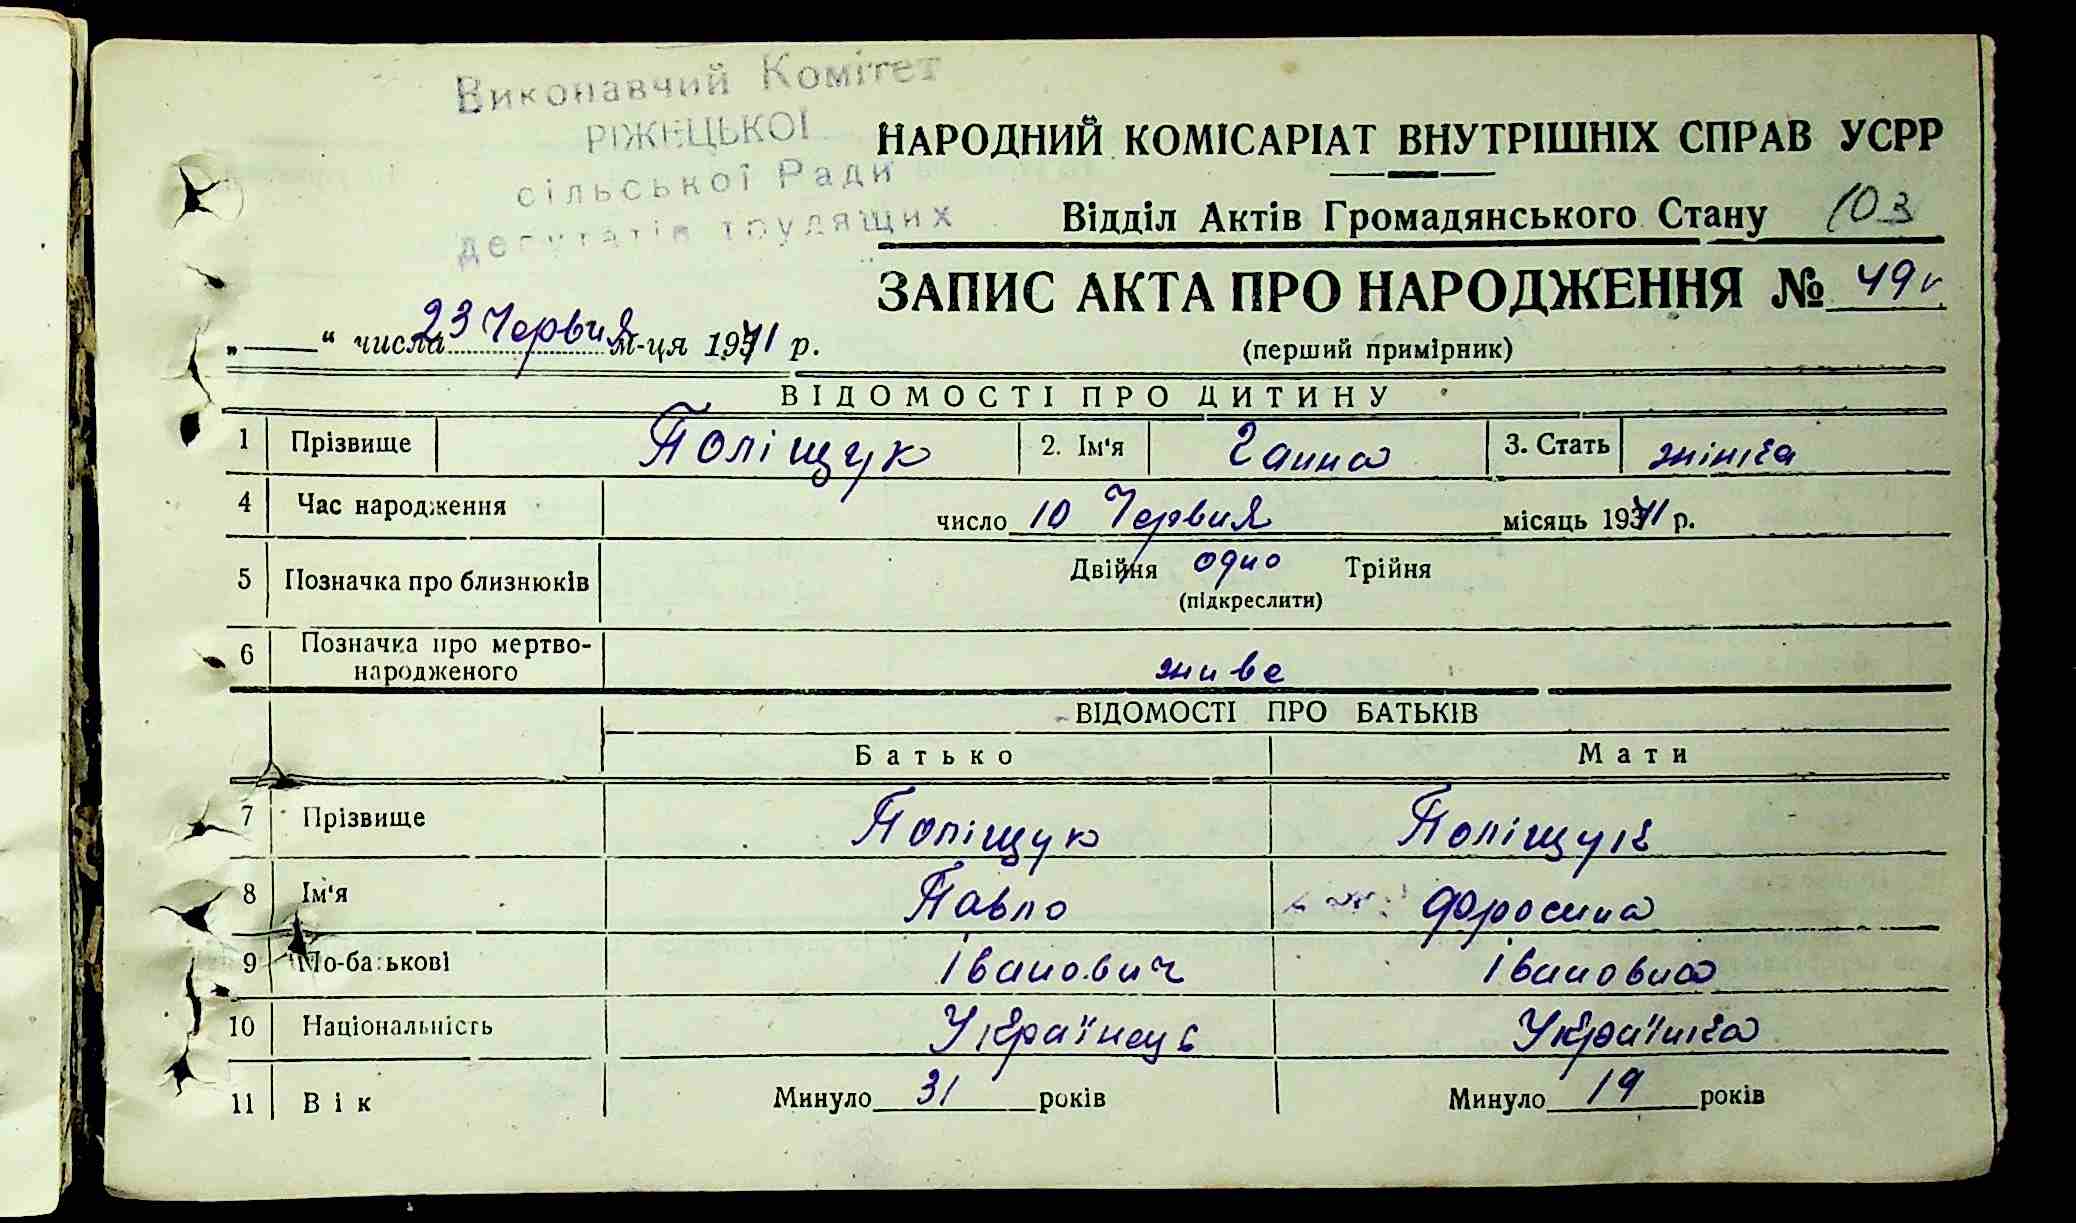 Виконавчий Комітет
РІЖЕЦЬКОЇ
сільської Ради
депутатів трудящих
НАРОДНИЙ КОМІСАРІАТ ВНУТРІШНІХ СПРАВ УСРР
Відділ Актів Громадянського Стану 103
ЗАПИС АКТА ПРО НАРОДЖЕННЯ № 49
„ “ числа 23 Червня м-ця 1941 р.
(перший примірник)
ВІДОМОСТІ ПРО ДИТИНУ
1 Прізвище Поліщук 2. Ім'я Ганна 3. Стать жінка
4 Час народження число 10 Червня місяць 1941 р.
5 Позначка про близнюків Двійня одно Трійня
(підкреслити)
6 Позначка про мертво-
народженого живе
ВІДОМОСТІ ПРО БАТЬКІВ
Батько Мати
7 Прізвище Поліщук Поліщук
8 Ім'я Павло Фросина
9 По-батькові Іванович Івановна
10 Національність Українець Українка
11 Вік Минуло 31 років Минуло 19 років